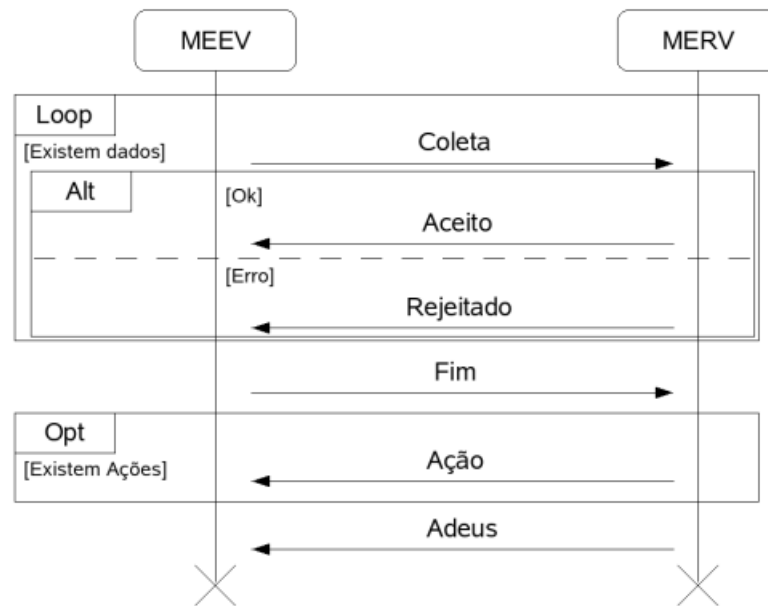 MEEV
MERV
Loop
[Existem dados]
Coleta
Alt
[Ok]
Aceito
[Erro]
Rejeitado
Fim
Opt
[Existem Ações]
Ação
Adeus